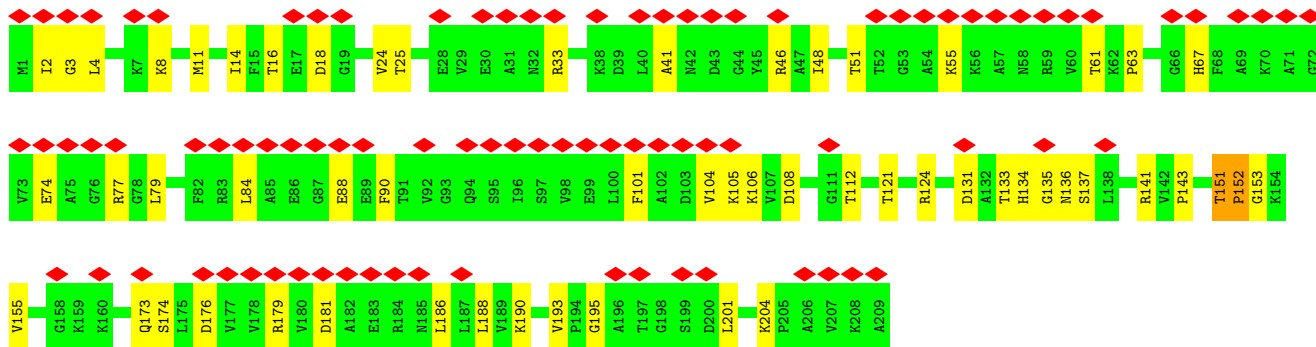 M1 I2 G3 L4 K7 K8 M11 I14 F15 T16 E17 D18 G19 V24 T25 E28 V29 E30 A31 N32 R33 K38 D39 L40 A41 N42 D43 G44 Y45 R46 A47 I48 T51 T52 G53 A54 K55 K56 A57 N58 R59 V60 T61 K62 P63 G66 H67 F68 A69 K70 A71 G72
V73 E74 A75 G76 R77 G78 L79 F82 R83 L84 A85 E86 G87 E88 E89 F90 T91 V92 G93 Q94 S95 I96 S97 V98 E99 L100 F101 A102 D103 V104 K105 K106 V107 D108 G111 T112 T121 R124 D131 A132 T133 H134 G135 N136 S137 L138 R141 V142 P143 T151 P152 G153 K154
V155 G158 K159 K160 Q173 S174 L175 D176 V177 V178 R179 V180 D181 A182 E183 R184 N185 L186 L187 L188 V189 K190 V193 P194 G195 A196 T197 G198 S199 D200 L201 K204 P205 A206 V207 K208 A209